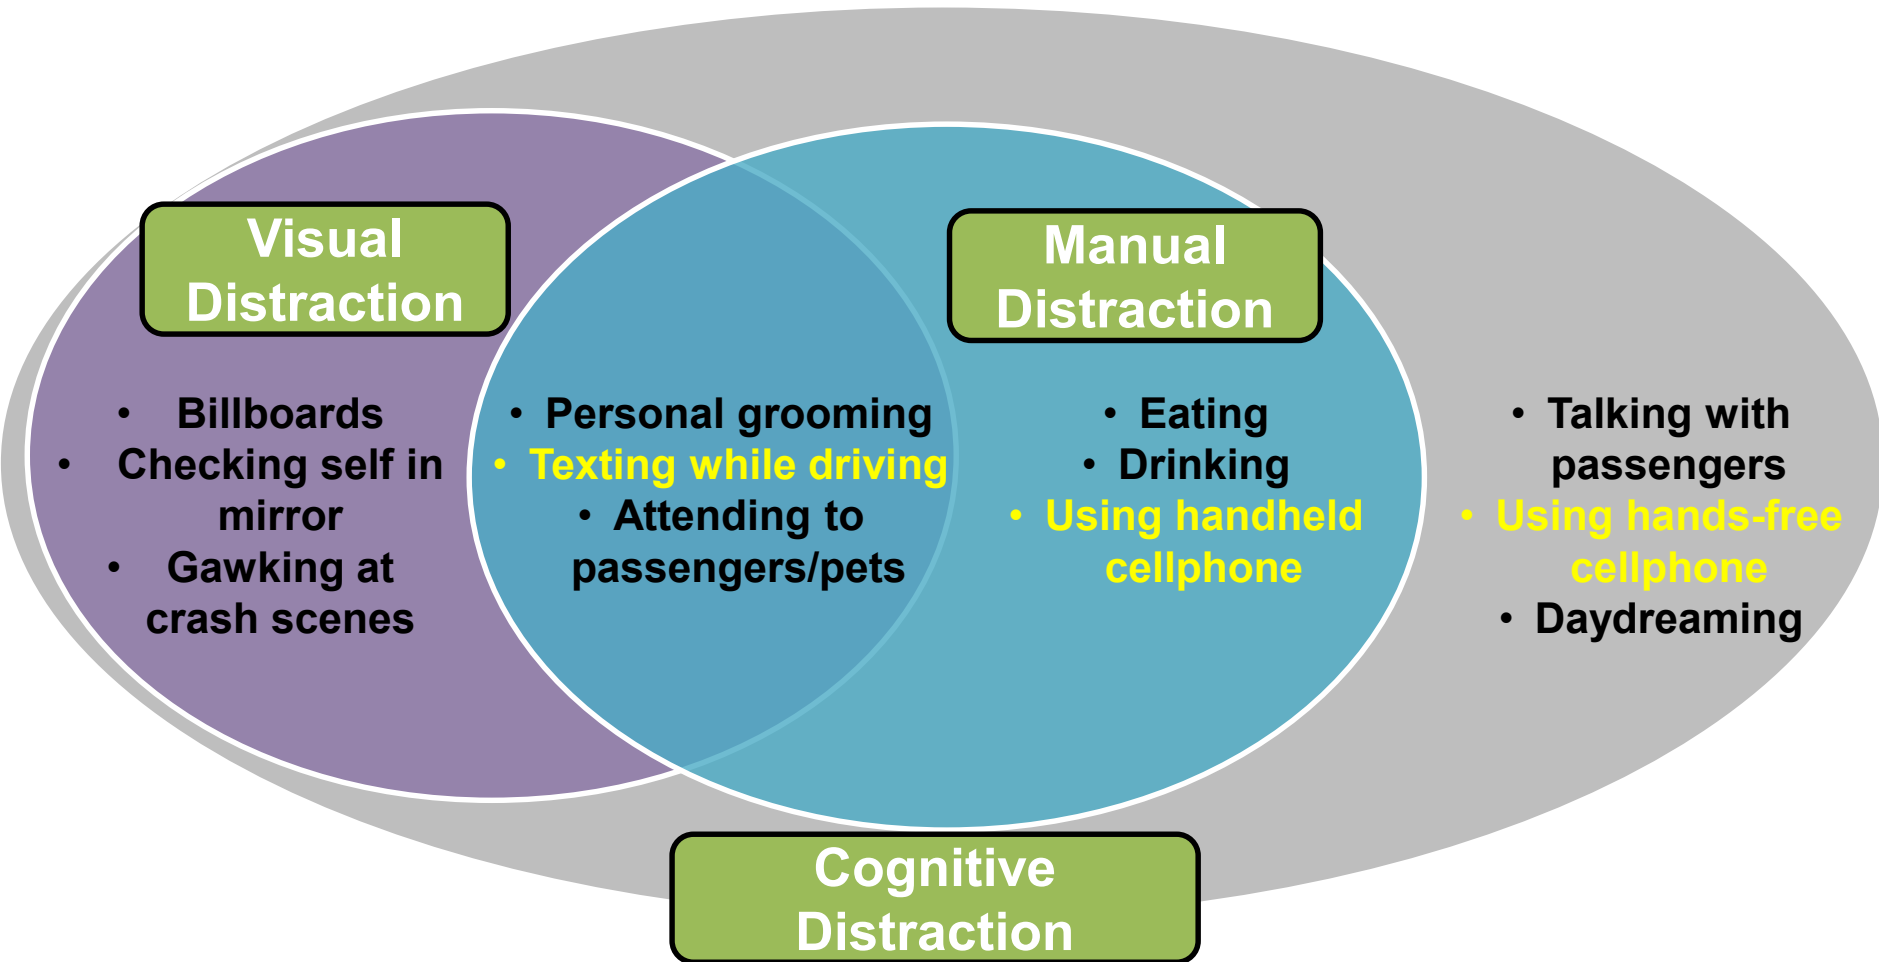 Visual
Distraction
Manual
Distraction
• Billboards
• Checking self in
mirror
• Gawking at
crash scenes
• Personal grooming
• Texting while driving
• Attending to
passengers/pets
• Eating
• Drinking
• Using handheld
cellphone
• Talking with
passengers
• Using hands-free
cellphone
• Daydreaming
Cognitive
Distraction